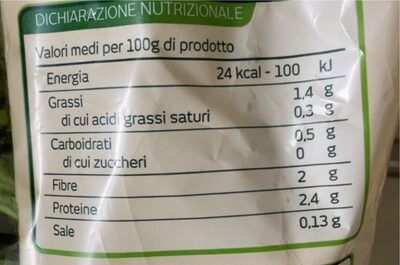 DICHIARAZIONE NUTRIZIONALE
Valori medi per 100g di prodotto
Energia 24 kcal - 100 kJ
Grassi 1,4 g
di cui acidi grassi saturi 0,3 g
Carboidrati 0,5 g
di cui zuccheri 0 g
Fibre 2 g
Proteine 2,4 g
Sale 0,13 g